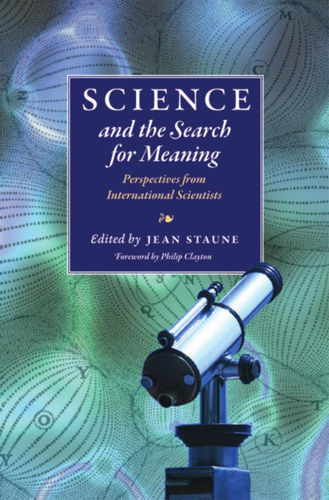 SCIENCE
and the Search
for Meaning
Perspectives from
International Scientists
Edited by JEAN STAUNE
Foreword by Philip Clayton